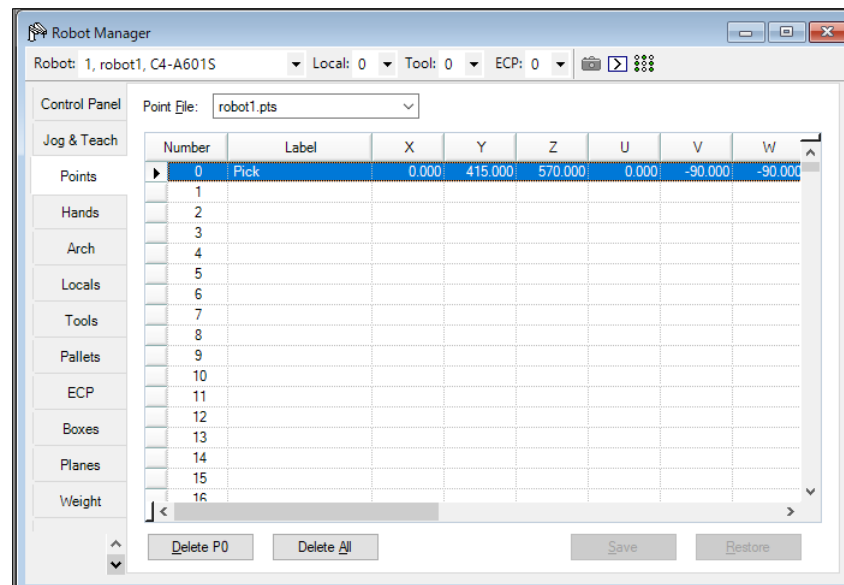 Robot Manager
Robot: 1, robot1, C4-A601S Local: 0 Tool: 0 ECP: 0
Control Panel
Jog & Teach
Points
Hands
Arch
Locals
Tools
Pallets
ECP
Boxes
Planes
Weight
Point File: robot1.pts
Number Label X Y Z U V W
0 Pick 0.000 415.000 570.000 0.000 -90.000 -90.000
1
2
3
4
5
6
7
8
9
10
11
12
13
14
15
16
Delete P0 Delete All Save Restore